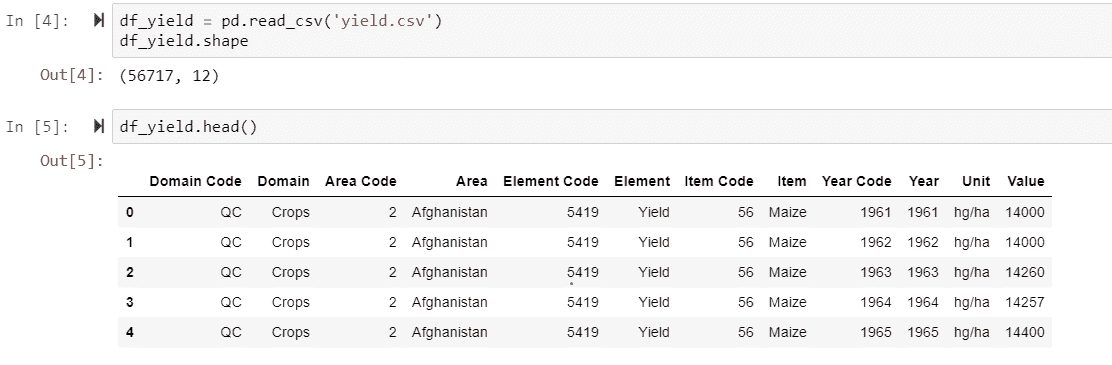 In [4]: df_yield = pd.read_csv('yield.csv')
df_yield.shape
Out[4]: (56717, 12)
In [5]: df_yield.head()
Out[5]:
Domain Code Domain Area Code Area Element Code Element Item Code Item Year Code Year Unit Value
0 QC Crops 2 Afghanistan 5419 Yield 56 Maize 1961 1961 hg/ha 14000
1 QC Crops 2 Afghanistan 5419 Yield 56 Maize 1962 1962 hg/ha 14000
2 QC Crops 2 Afghanistan 5419 Yield 56 Maize 1963 1963 hg/ha 14260
3 QC Crops 2 Afghanistan 5419 Yield 56 Maize 1964 1964 hg/ha 14257
4 QC Crops 2 Afghanistan 5419 Yield 56 Maize 1965 1965 hg/ha 14400